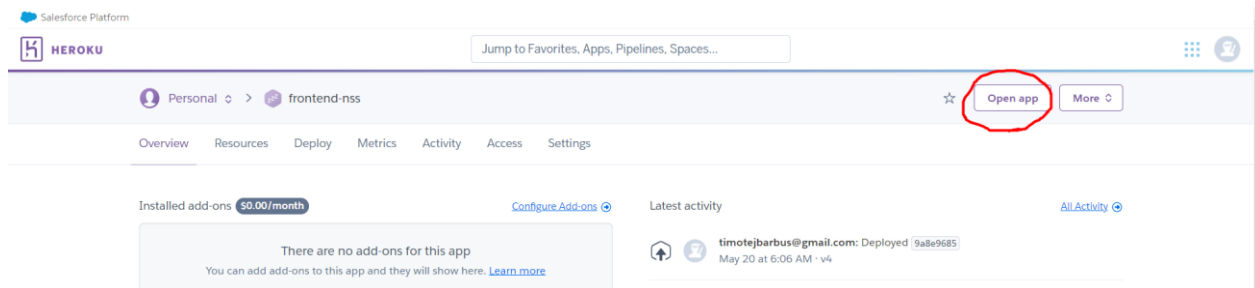 Salesforce Platform
HEROKU
Jump to Favorites, Apps, Pipelines, Spaces...
Personal > frontend-nss
Open app
More
Overview Resources Deploy Metrics Activity Access Settings
Installed add-ons $0.00/month Configure Add-ons
There are no add-ons for this app
You can add add-ons to this app and they will show here. Learn more
Latest activity All Activity
timotejbarbus@gmail.com: Deployed 9a8e9685
May 20 at 6:06 AM · v4